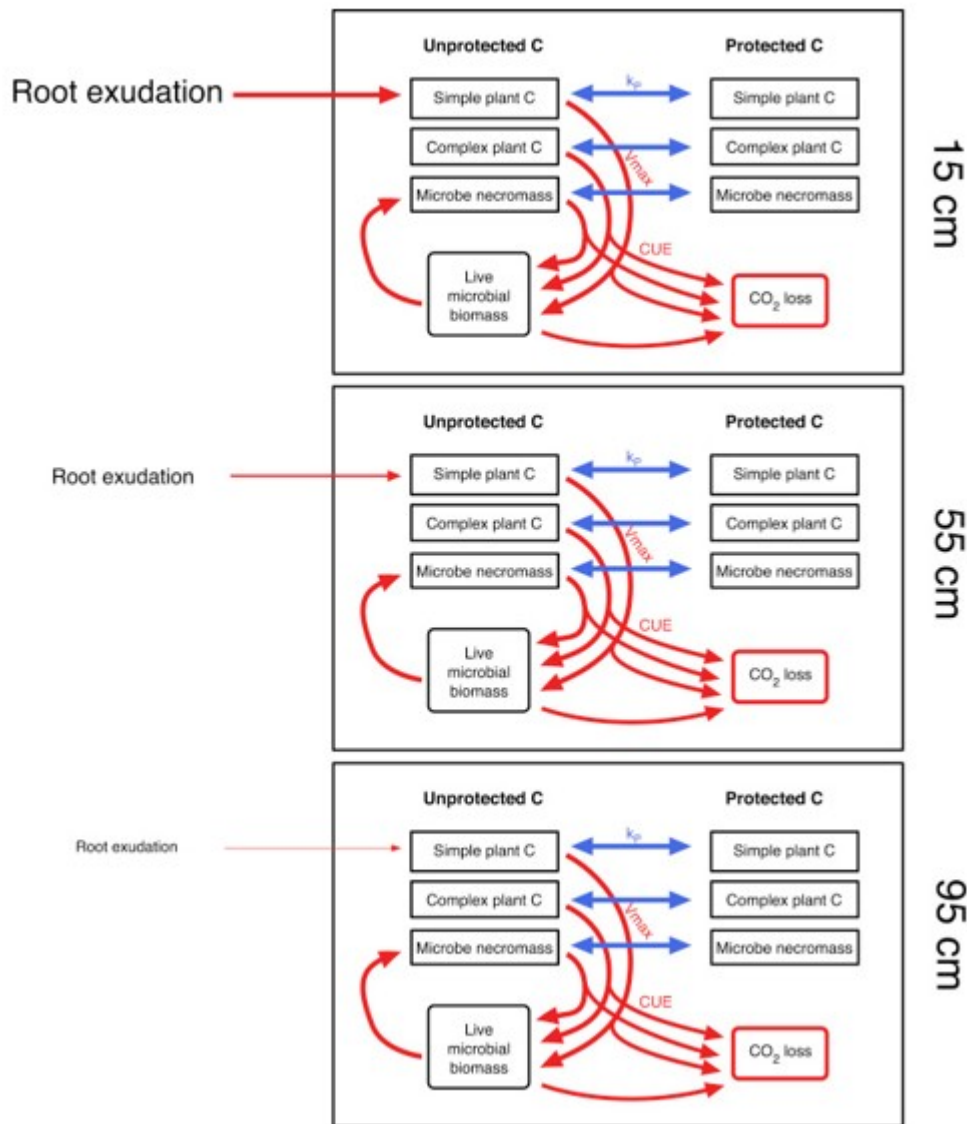 Unprotected C Protected C
Root exudation
Simple plant C
kP
Simple plant C
Complex plant C
Vmax
Complex plant C
Microbe necromass
Microbe necromass
15 cm
CUE
Live
microbial
biomass
CO2 loss
Unprotected C Protected C
Root exudation
Simple plant C
kP
Simple plant C
Complex plant C
Vmax
Complex plant C
Microbe necromass
Microbe necromass
55 cm
CUE
Live
microbial
biomass
CO2 loss
Unprotected C Protected C
Root exudation
Simple plant C
kP
Simple plant C
Complex plant C
Vmax
Complex plant C
Microbe necromass
Microbe necromass
95 cm
CUE
Live
microbial
biomass
CO2 loss